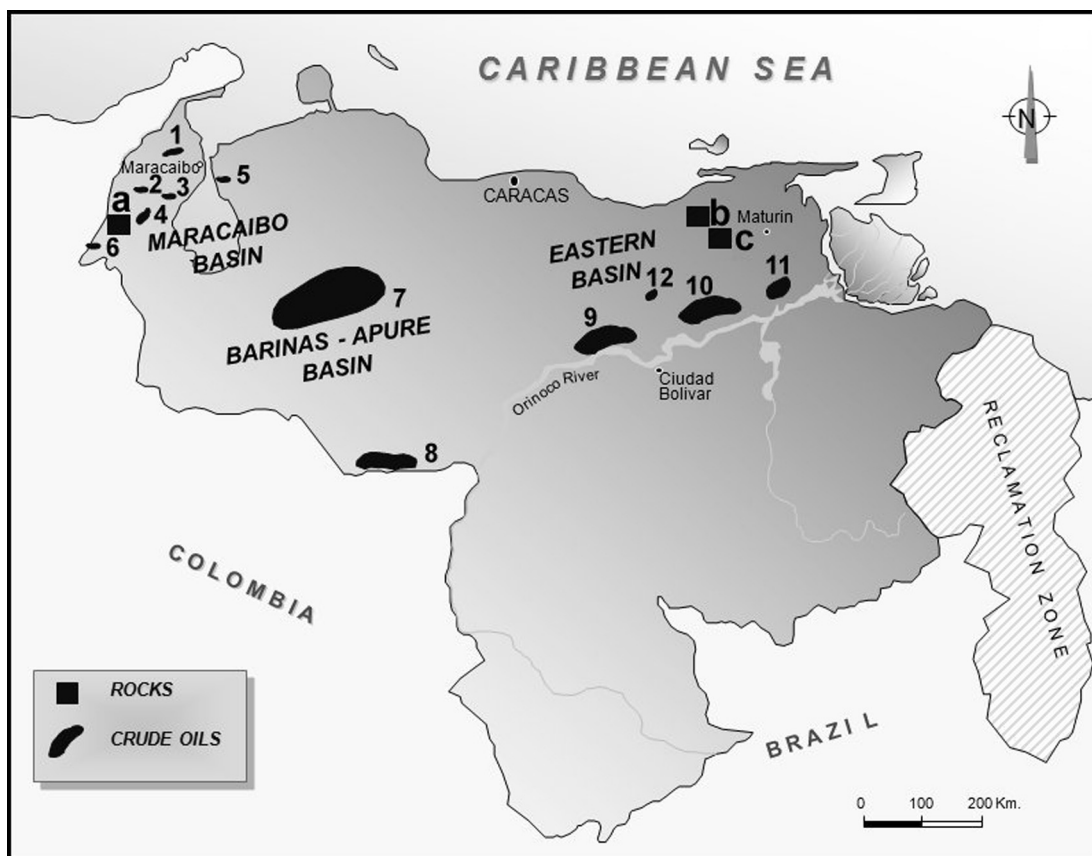 CARIBBEAN SEA
N
1
Maracaibo
2
3
5
a
4
6
MARACAIBO
BASIN
CARACAS
b
Maturin
c
EASTERN
BASIN
12
10
11
7
9
BARINAS - APURE
BASIN
Orinoco River
Ciudad
Bolivar
8
RECLAMATION ZONE
COLOMBIA
BRAZIL
ROCKS
CRUDE OILS
0 100 200 Km.